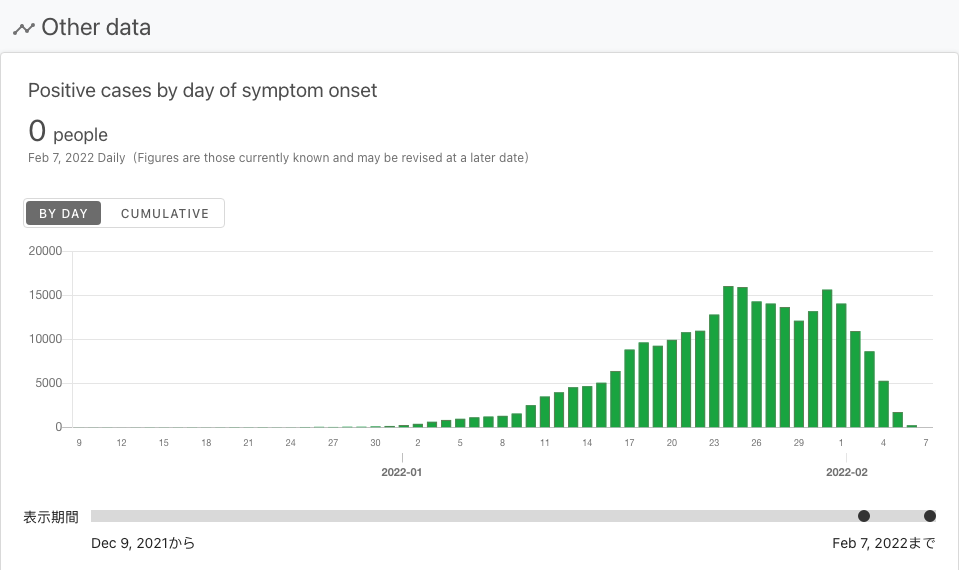 Other data
Positive cases by day of symptom onset
0 people
Feb 7, 2022 Daily（Figures are those currently known and may be revised at a later date）
BY DAY CUMULATIVE
20000
15000
10000
5000
0
9 12 15 18 21 24 27 30 2 5 8 11 14 17 20 23 26 29 1 4 7
2022-01 2022-02
表示期間
Dec 9, 2021から Feb 7, 2022まで